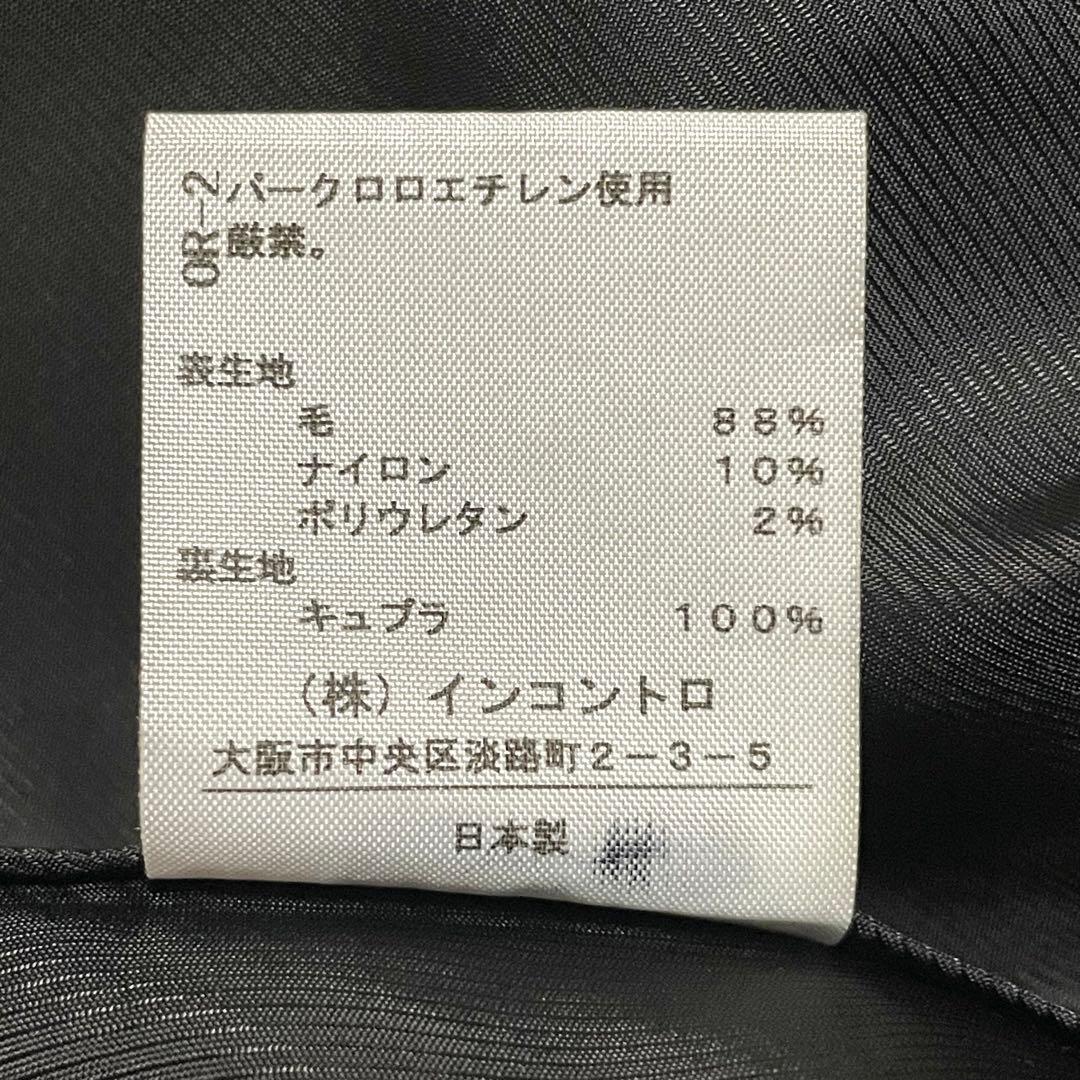 OR-2
パークロロエチレン使用
厳禁。
表生地
毛 88%
ナイロン 10%
ポリウレタン 2%
裏生地
キュプラ 100%
(株)インコントロ
大阪市中央区淡路町2-3-5
日本製